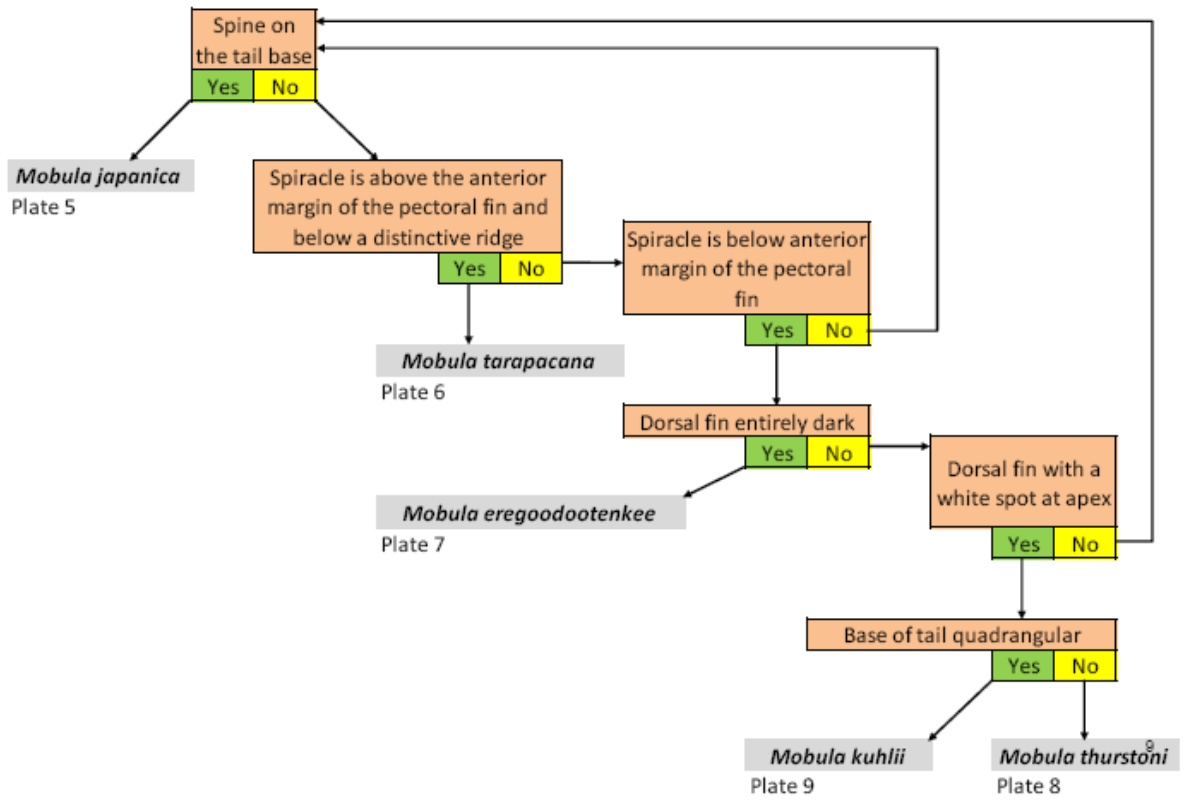 Spine on
the tail base
Yes No
Mobula japanica
Plate 5
Spiracle is above the anterior
margin of the pectoral fin and
below a distinctive ridge
Yes No
Mobula tarapacana
Plate 6
Spiracle is below anterior
margin of the pectoral
fin
Yes No
Dorsal fin entirely dark
Yes No
Mobula eregoodootenkee
Plate 7
Dorsal fin with a
white spot at apex
Yes No
Base of tail quadrangular
Yes No
Mobula kuhlii
Plate 9
9
Mobula thurstoni
Plate 8